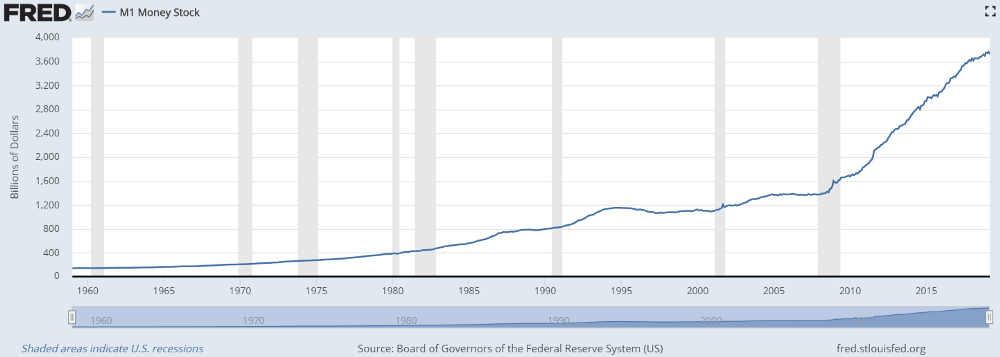 FRED M1 Money Stock
Billions of Dollars
4,000
3,600
3,200
2,800
2,400
2,000
1,600
1,200
800
400
0
1960 1965 1970 1975 1980 1985 1990 1995 2000 2005 2010 2015
1960 1970 1980 1990 2000
Shaded areas indicate U.S. recessions Source: Board of Governors of the Federal Reserve System (US) fred.stlouisfed.org